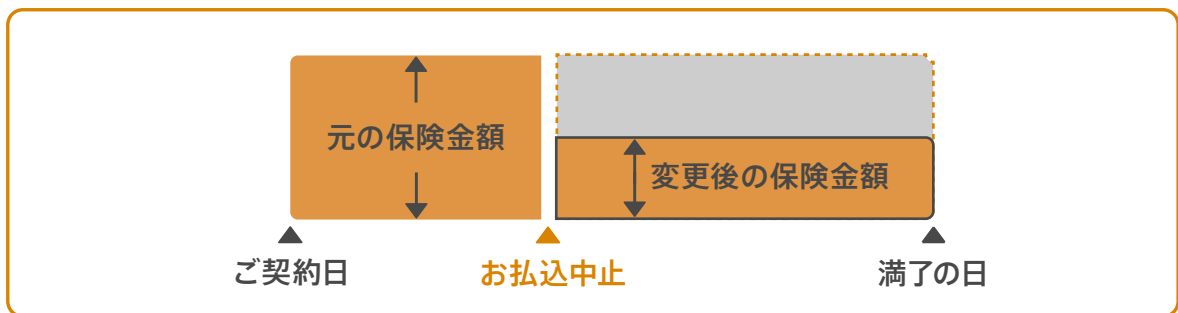 元の保険金額
変更後の保険金額
ご契約日
お払込中止
満了の日